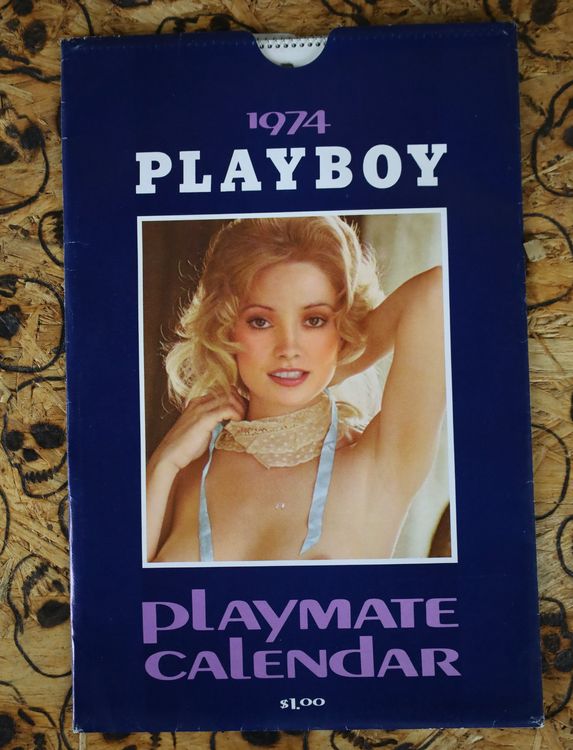 1974
PLAYBOY
PLAYMATE
CALENDAR
$1.00